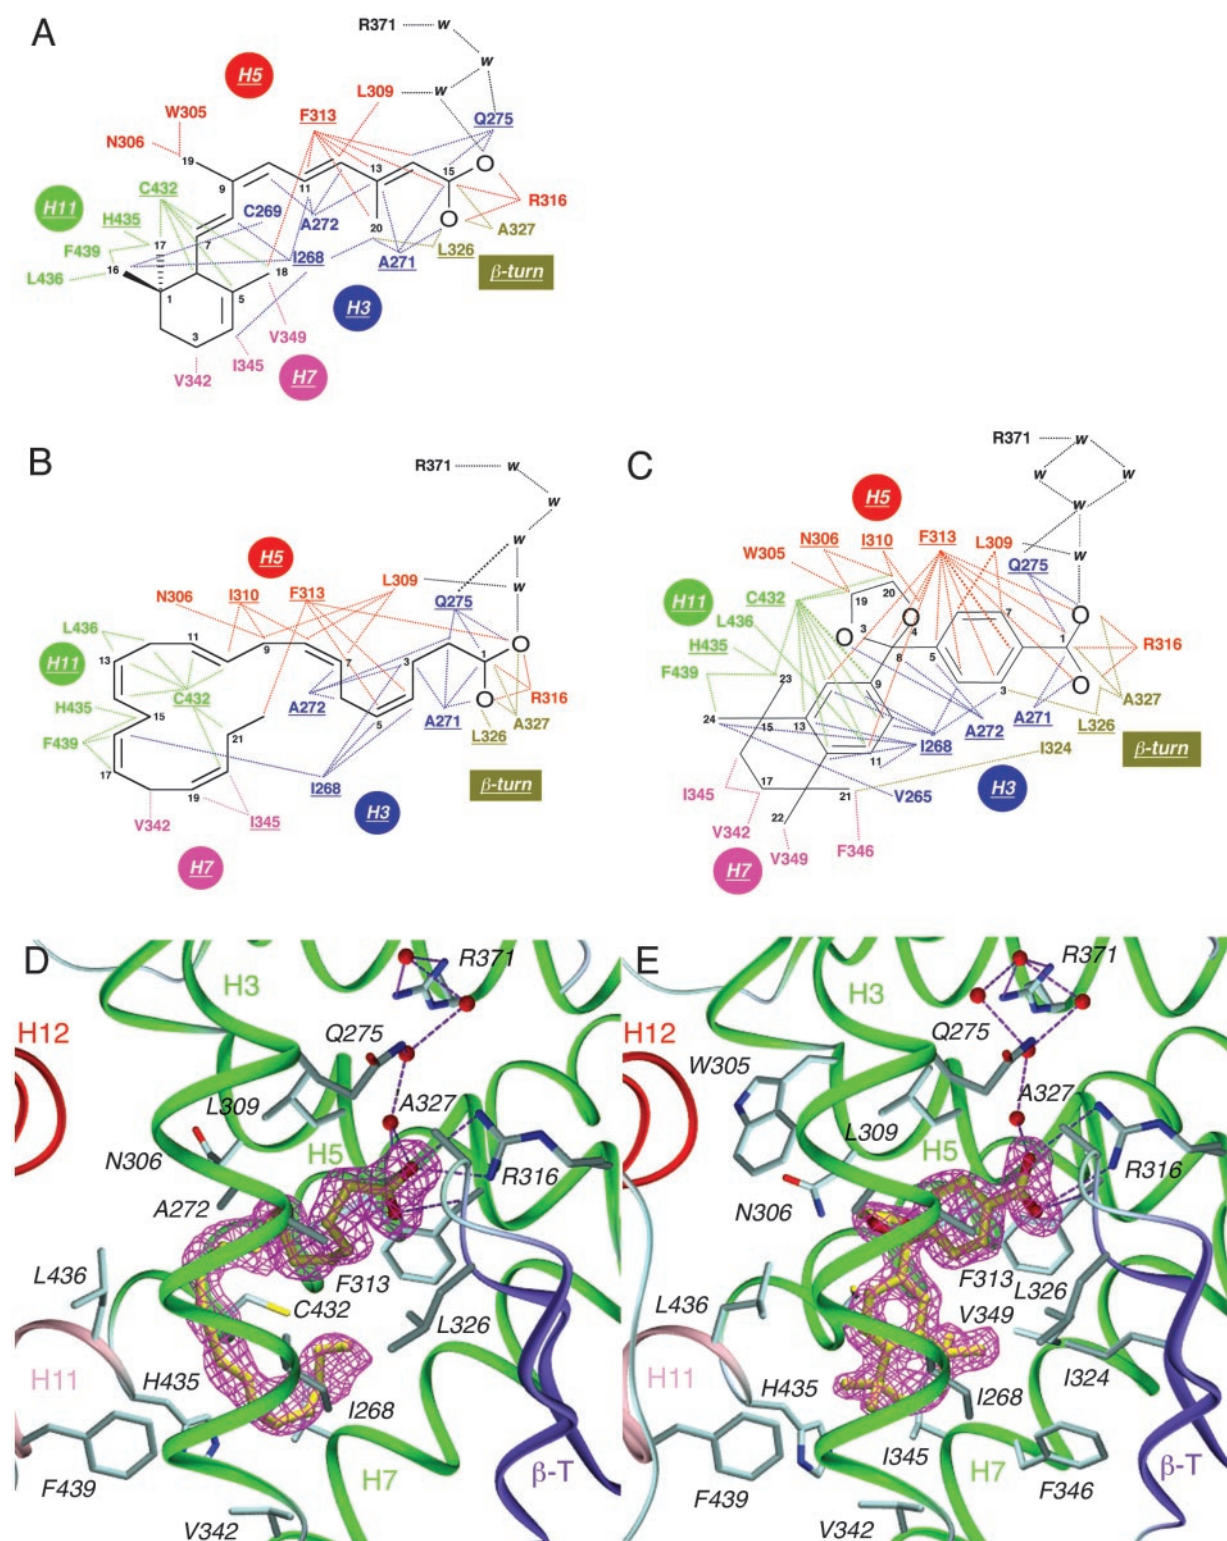 A
R371 w
w
H5
L309 w
W305
F313
Q275
N306
19 13 15 O
9 11
C432
H11
C269
R316
H435
A272
20 O
A327
F439 17 7
I268
L326
16 18
A271
β-turn
L436
1 5
H3
3 V349
I345
V342
H7
B
R371 w
w
w
H5
L309 w
N306 I310 F313
Q275
L436
11 9 7 3 1 O
H11
13
C432
A272 5 O R316
H435
15
A271 A327
F439
21
L326
17
I268
β-turn
19
H3
V342 I345
H7
C
R371 w
w w
H5
w
N306 I310 F313 L309 w
W305
Q275
H11
C432
20
19 O 7 O
L436
3 4 1
O 8 5
R316
H435
9 3 O
F439 23
A327
24 13
A272 A271 L326
15 I268 I324
β-turn
11
17
H3
I345 21 V265
V342 22
H7
V349 F346
D
R371
H3
Q275
H12
L309
A327
N306
H5
R316
A272
F313
L436
C432
L326
H11
H435
I268
H7
β-T
F439
V342
E
R371
H3
Q275
H12
W305
A327
L309
H5
R316
N306
F313
L326
L436
V349
H11
H435
I324
I268
I345
β-T
F439
F346
V342